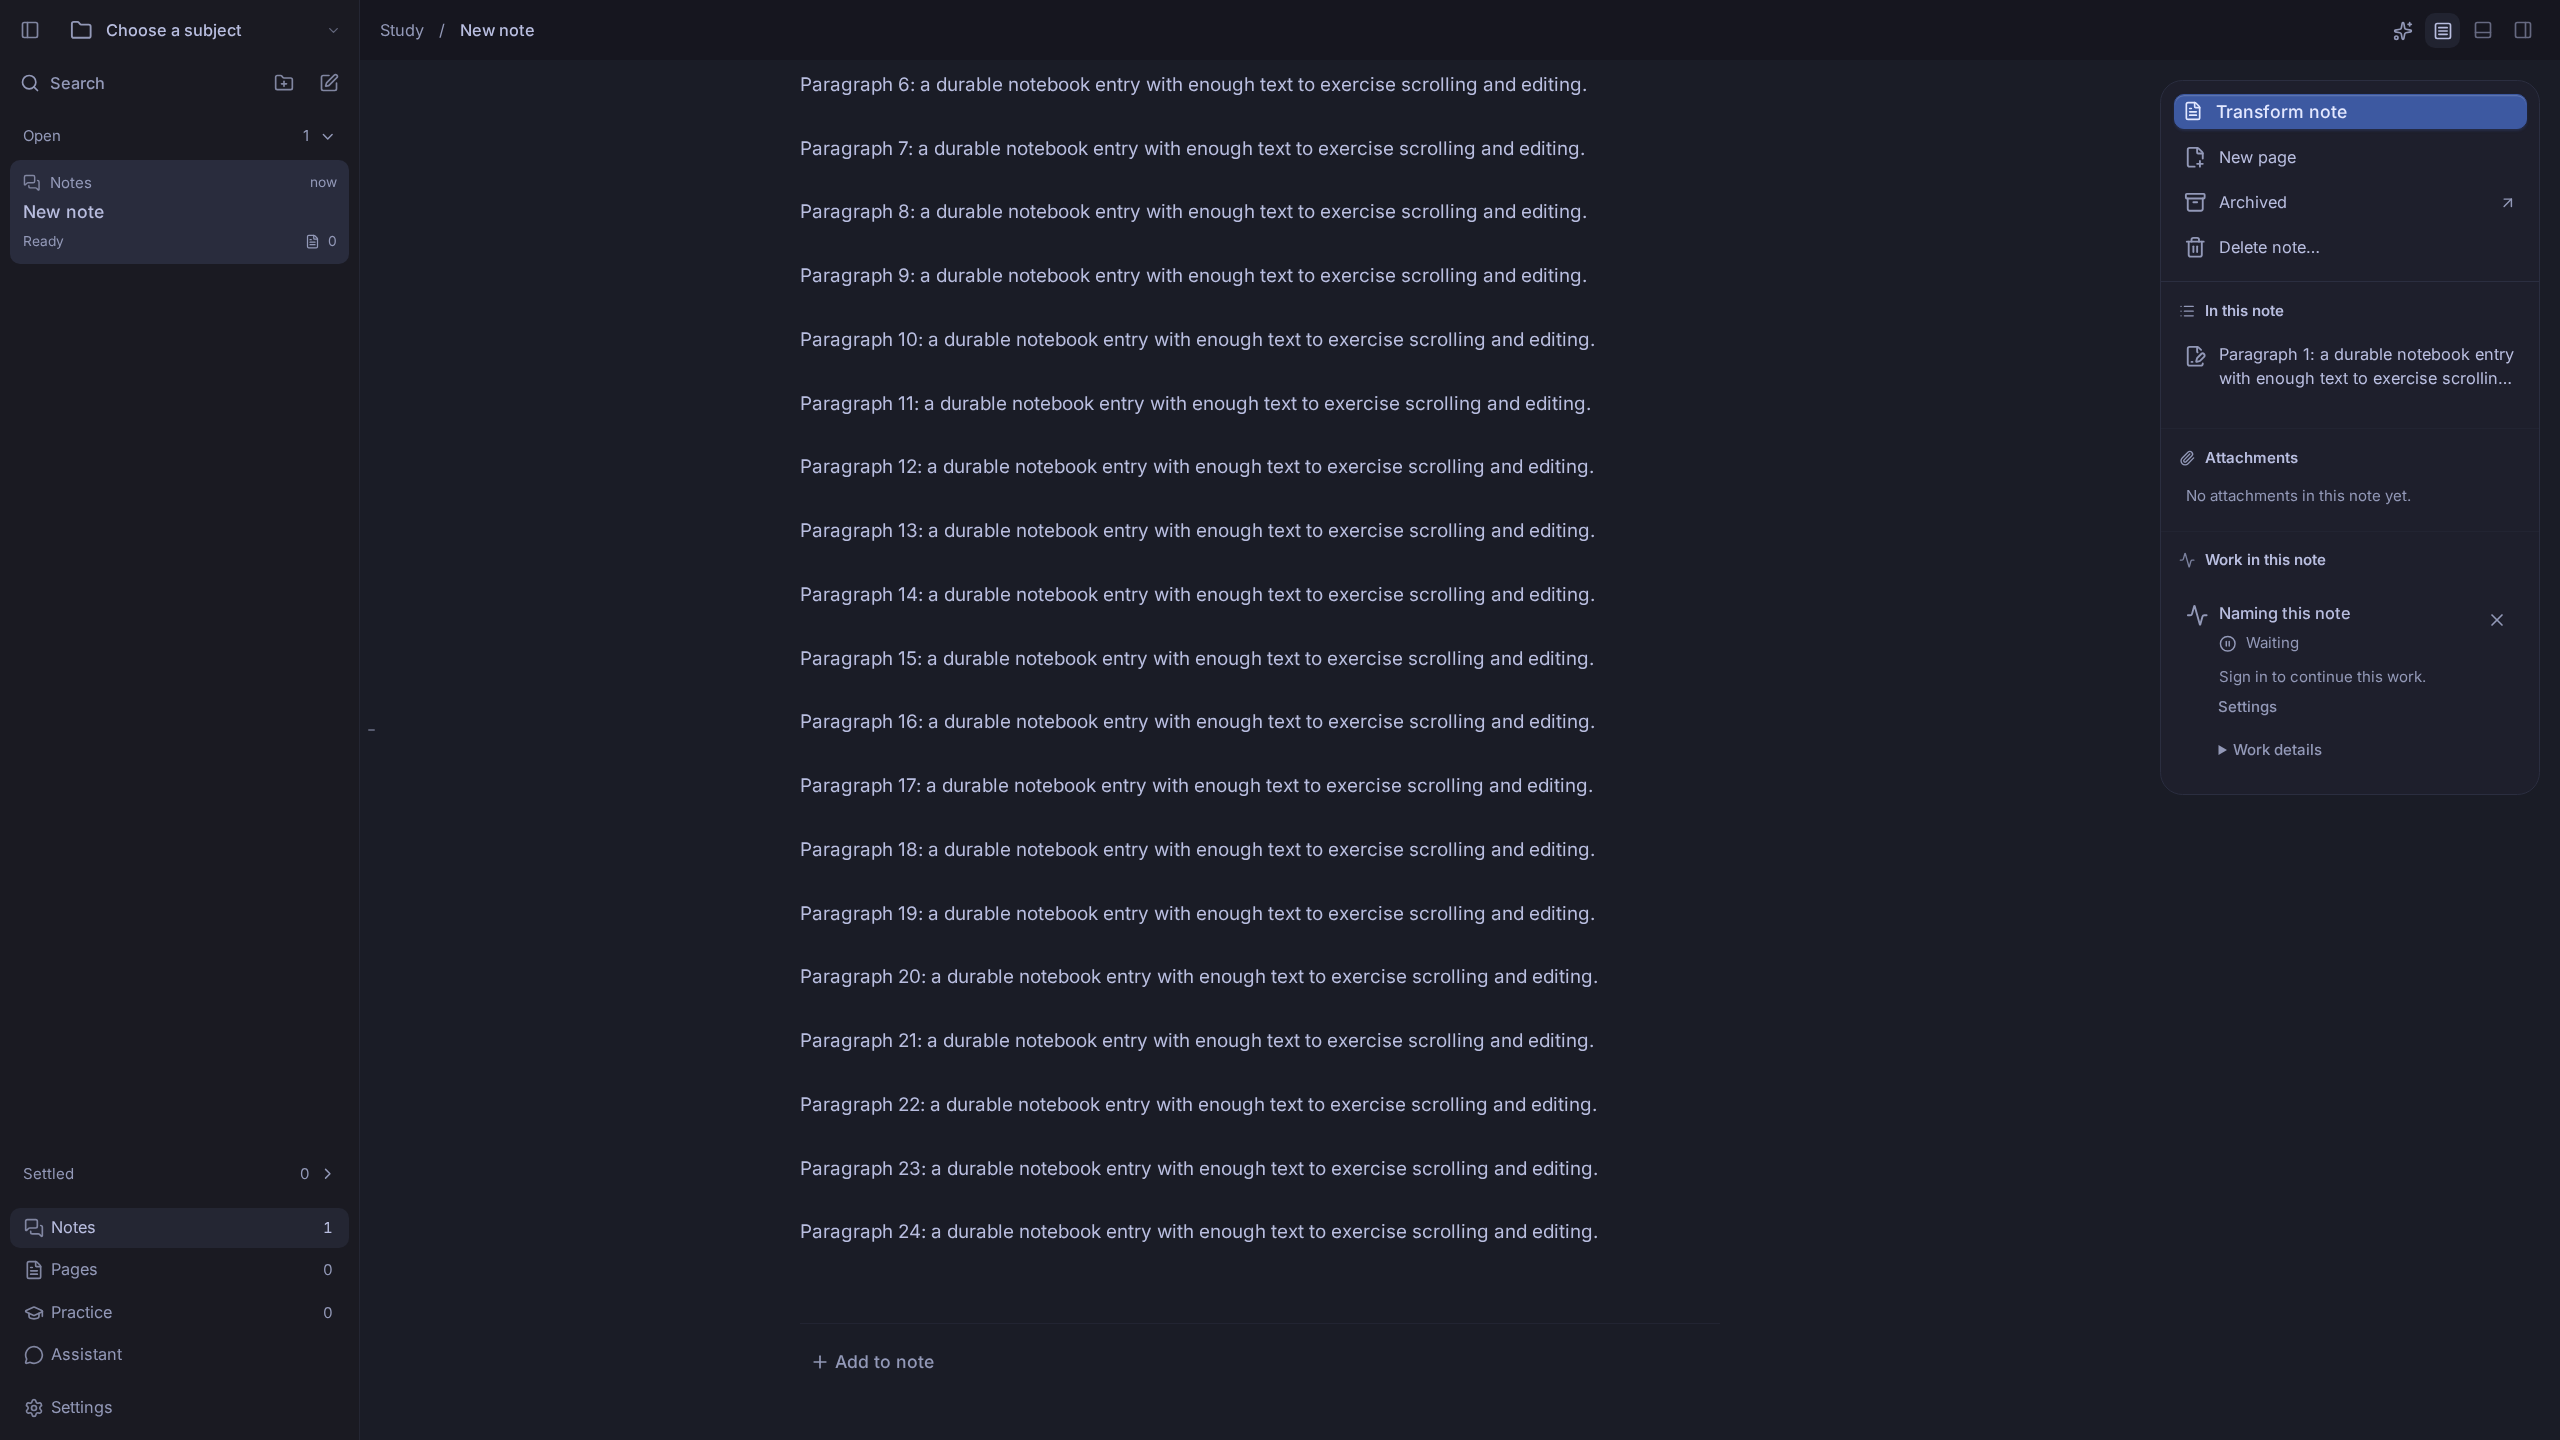 Choose a subject
Search
Open 1
Notes now
New note
Ready 0
Settled 0
Notes 1
Pages 0
Practice 0
Assistant
Settings
Study / New note
Paragraph 6: a durable notebook entry with enough text to exercise scrolling and editing.
Paragraph 7: a durable notebook entry with enough text to exercise scrolling and editing.
Paragraph 8: a durable notebook entry with enough text to exercise scrolling and editing.
Paragraph 9: a durable notebook entry with enough text to exercise scrolling and editing.
Paragraph 10: a durable notebook entry with enough text to exercise scrolling and editing.
Paragraph 11: a durable notebook entry with enough text to exercise scrolling and editing.
Paragraph 12: a durable notebook entry with enough text to exercise scrolling and editing.
Paragraph 13: a durable notebook entry with enough text to exercise scrolling and editing.
Paragraph 14: a durable notebook entry with enough text to exercise scrolling and editing.
Paragraph 15: a durable notebook entry with enough text to exercise scrolling and editing.
Paragraph 16: a durable notebook entry with enough text to exercise scrolling and editing.
Paragraph 17: a durable notebook entry with enough text to exercise scrolling and editing.
Paragraph 18: a durable notebook entry with enough text to exercise scrolling and editing.
Paragraph 19: a durable notebook entry with enough text to exercise scrolling and editing.
Paragraph 20: a durable notebook entry with enough text to exercise scrolling and editing.
Paragraph 21: a durable notebook entry with enough text to exercise scrolling and editing.
Paragraph 22: a durable notebook entry with enough text to exercise scrolling and editing.
Paragraph 23: a durable notebook entry with enough text to exercise scrolling and editing.
Paragraph 24: a durable notebook entry with enough text to exercise scrolling and editing.
Add to note
Transform note
New page
Archived
Delete note...
In this note
Paragraph 1: a durable notebook entry
with enough text to exercise scrollin...
Attachments
No attachments in this note yet.
Work in this note
Naming this note
Waiting
Sign in to continue this work.
Settings
Work details